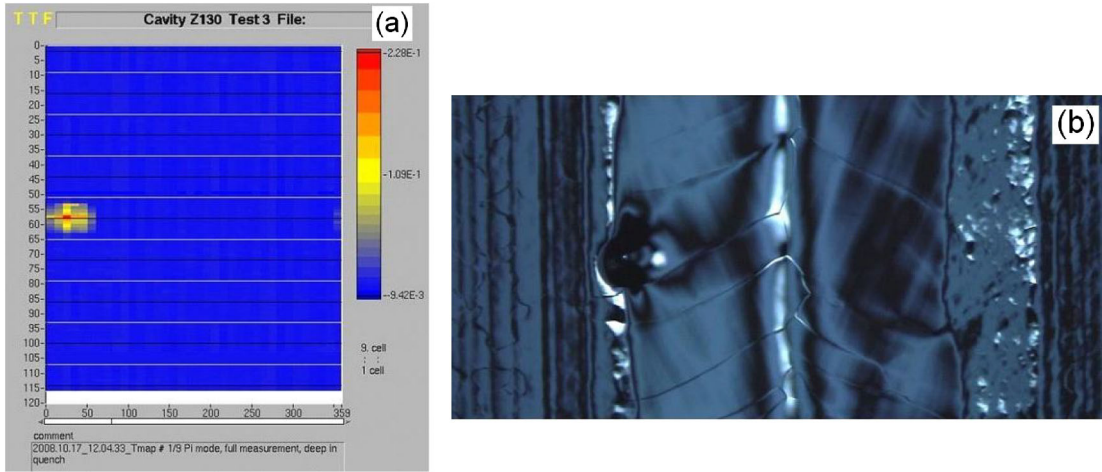 TTF Cavity Z130 Test 3 File: (a)
0-
5-
10-
15-
20-
25-
30-
35-
40-
45-
50-
55-
60-
65-
70-
75-
80-
85-
90-
95-
100-
105-
110-
115-
120-
0 50 100 150 200 250 300 359
-2.28E-1
-1.09E-1
-9.42E-3
9. cell
: :
1 cell
comment
2008.10.17_12.04.33_Tmap # 1/9 Pi mode, full measurement, deep in
quench
(b)